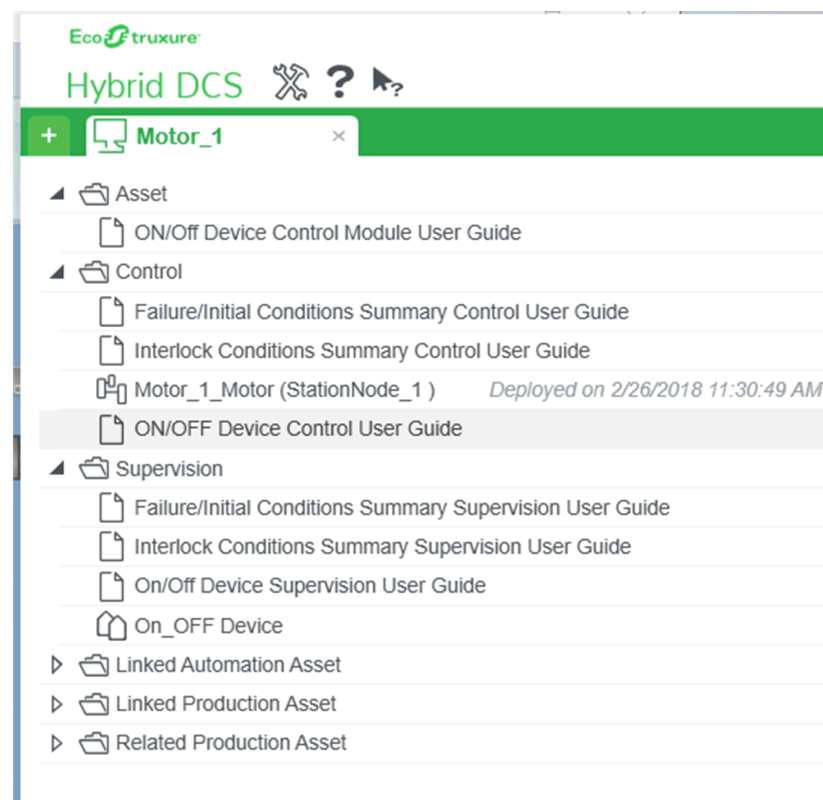 EcoStruxure
Hybrid DCS ? ?
+ Motor_1 ×
Asset
ON/Off Device Control Module User Guide
Control
Failure/Initial Conditions Summary Control User Guide
Interlock Conditions Summary Control User Guide
Motor_1_Motor (StationNode_1 ) Deployed on 2/26/2018 11:30:49 AM
ON/OFF Device Control User Guide
Supervision
Failure/Initial Conditions Summary Supervision User Guide
Interlock Conditions Summary Supervision User Guide
On/Off Device Supervision User Guide
On_OFF Device
Linked Automation Asset
Linked Production Asset
Related Production Asset